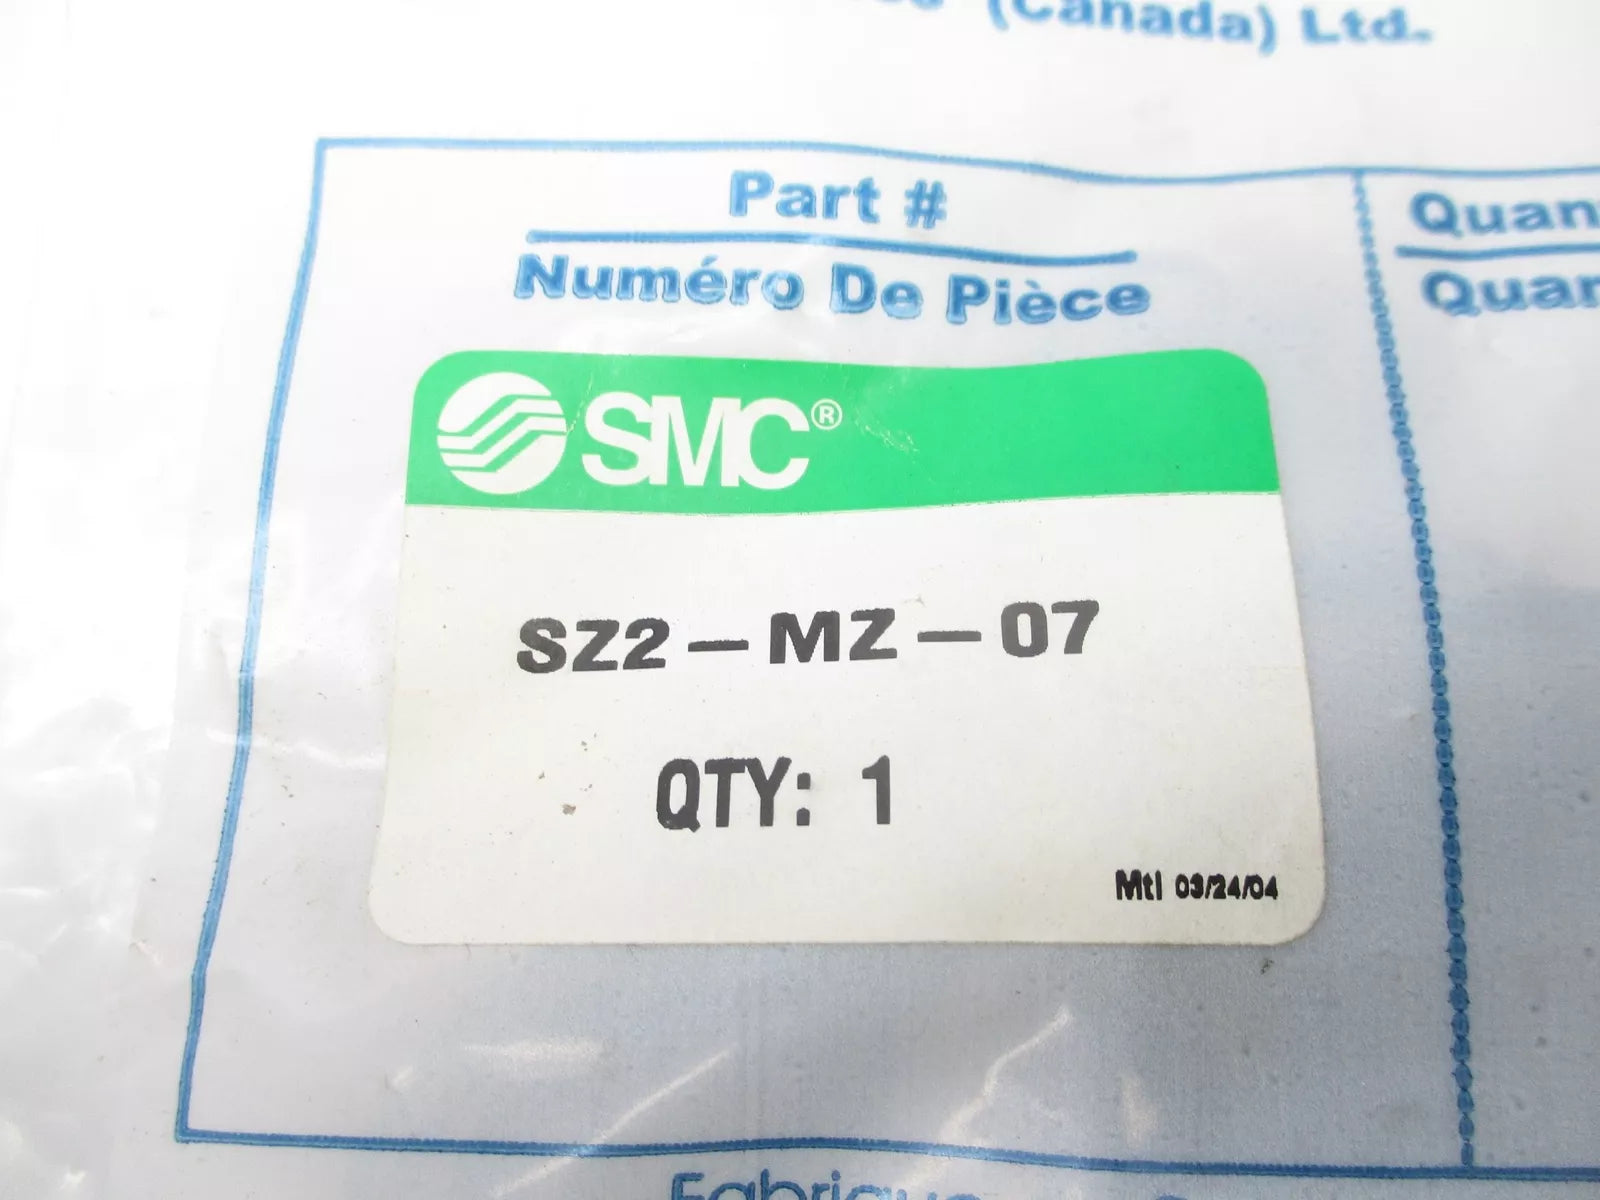 (Canada) Ltd.
Part #
Numéro De Pièce
SMC®
SZ2-MZ-07
QTY: 1
Mtl 03/24/04